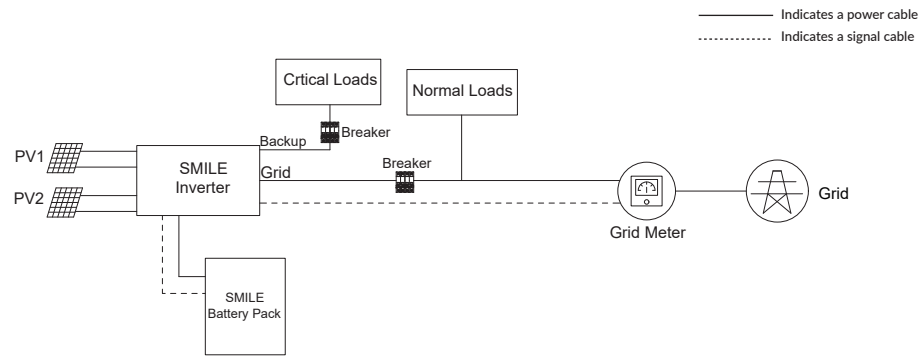 Indicates a power cable
Indicates a signal cable
Crtical Loads
Normal Loads
Breaker
Backup
PV1
SMILE
Inverter
Grid
Breaker
PV2
Grid Meter
Grid
SMILE
Battery Pack